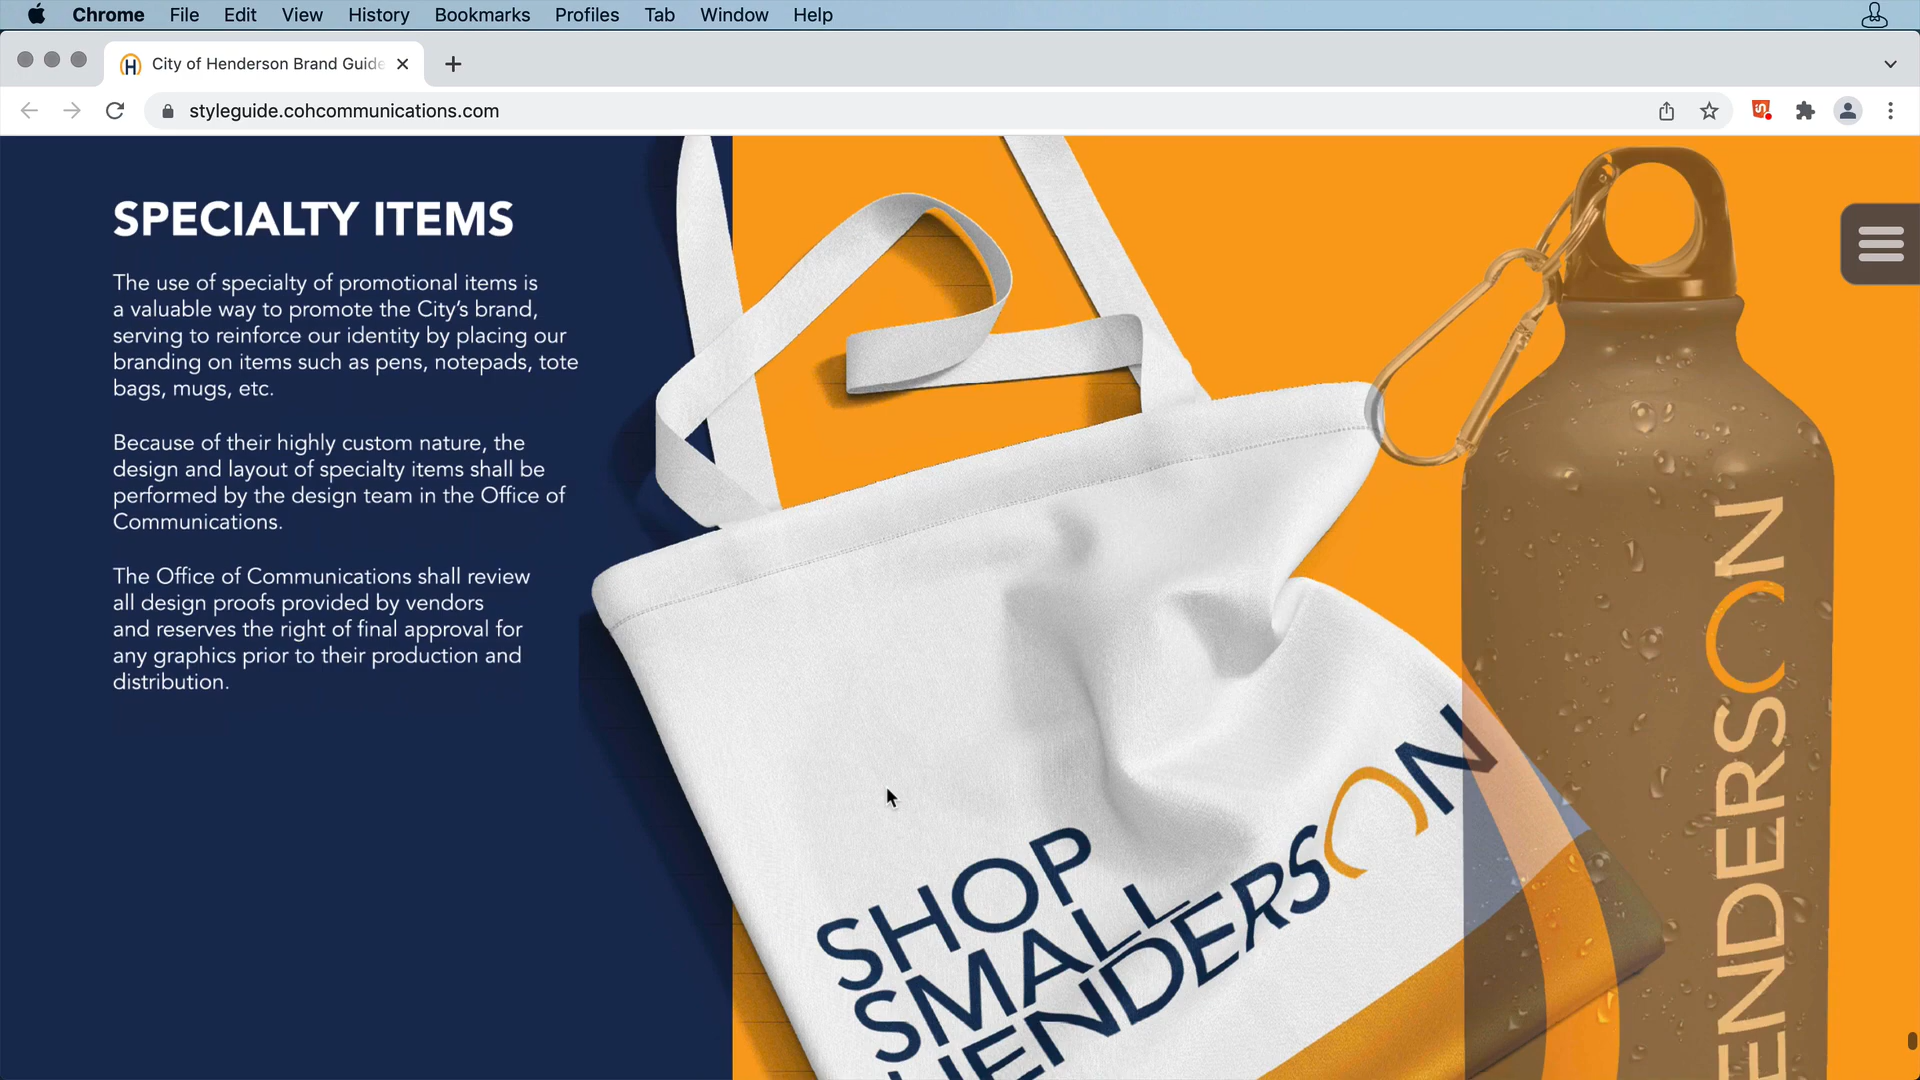 Chrome File Edit View History Bookmarks Profiles Tab Window Help
City of Henderson Brand Guide
styleguide.cohcommunications.com
SPECIALTY ITEMS
The use of specialty of promotional items is
a valuable way to promote the City's brand,
serving to reinforce our identity by placing our
branding on items such as pens, notepads, tote
bags, mugs, etc.
Because of their highly custom nature, the
design and layout of specialty items shall be
performed by the design team in the Office of
Communications.
The Office of Communications shall review
all design proofs provided by vendors
and reserves the right of final approval for
any graphics prior to their production and
distribution.
SHOP
SMALL
HENDERSON
ENDERSON